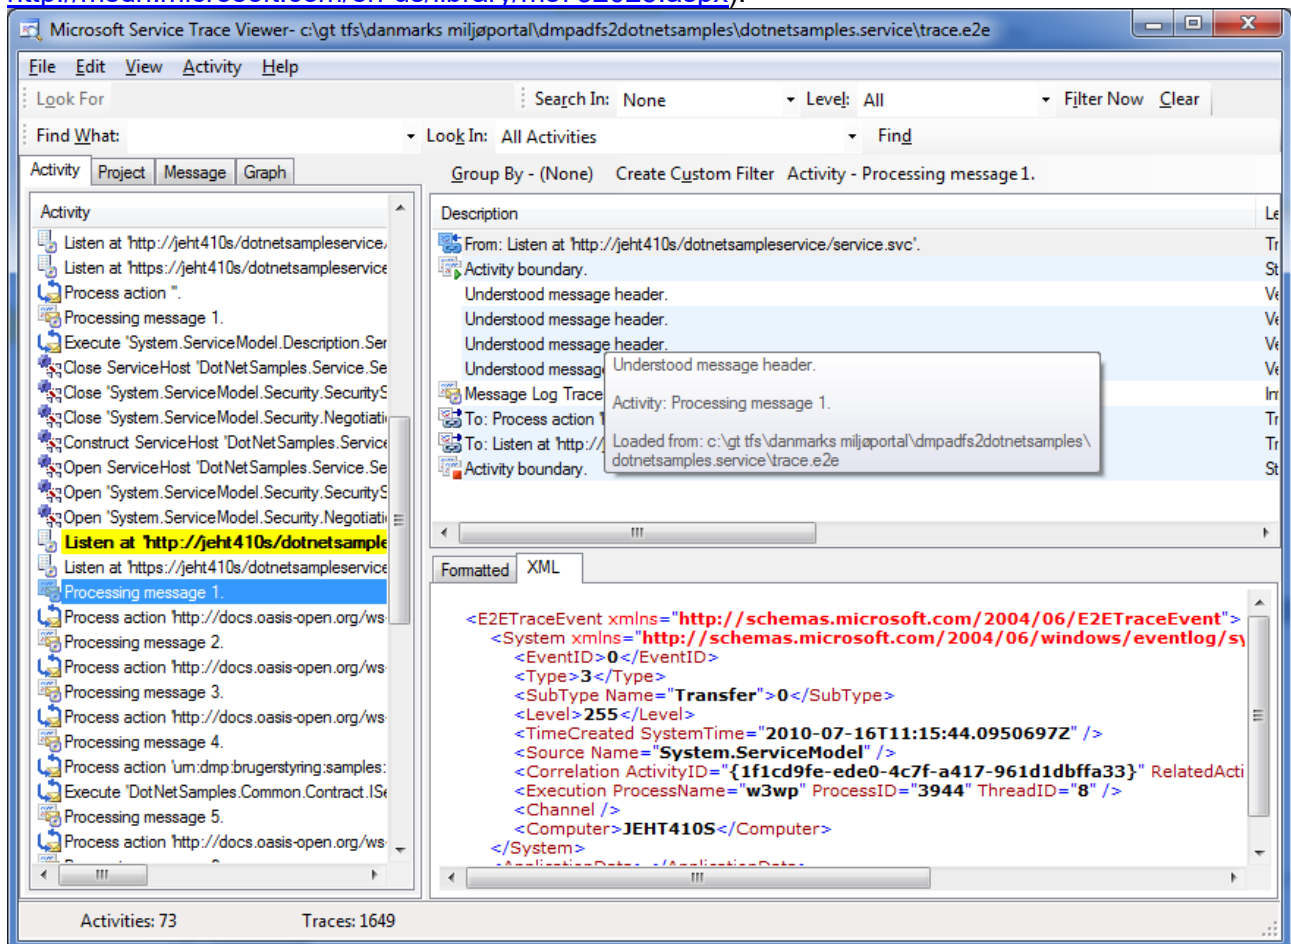 Microsoft Service Trace Viewer- c:\gt tfs\danmarks miljøportal\dmpadfs2dotnetsamples\dotnetsamples.service\trace.e2e
File Edit View Activity Help
Look For Search In: None Level: All Filter Now Clear
Find What: Look In: All Activities Find
Activity Project Message Graph
Group By - (None) Create Custom Filter Activity - Processing message 1.
Activity
Listen at 'http://jeht410s/dotnetsampleservice/
Listen at 'https://jeht410s/dotnetsampleservice
Process action ''.
Processing message 1.
Execute 'System.ServiceModel.Description.Ser
Close ServiceHost 'DotNetSamples.Service.Se
Close 'System.ServiceModel.Security.SecurityS
Close 'System.ServiceModel.Security.Negotiati
Construct ServiceHost 'DotNetSamples.Service
Open ServiceHost 'DotNetSamples.Service.Se
Open 'System.ServiceModel.Security.SecurityS
Open 'System.ServiceModel.Security.Negotiati
Listen at 'http://jeht410s/dotnetsample
Listen at 'https://jeht410s/dotnetsampleservice
Processing message 1.
Process action 'http://docs.oasis-open.org/ws-
Processing message 2.
Process action 'http://docs.oasis-open.org/ws-
Processing message 3.
Process action 'http://docs.oasis-open.org/ws-
Processing message 4.
Process action 'urn:dmp:brugerstyring:samples:
Execute 'DotNetSamples.Common.Contract.ISe
Processing message 5.
Process action 'http://docs.oasis-open.org/ws-
Description Le
From: Listen at 'http://jeht410s/dotnetsampleservice/service.svc'. Tr
Activity boundary. St
Understood message header. Ve
Understood message header. Ve
Understood message header. Ve
Understood messag Ve
Message Log Trace Inf
To: Process action ' Tr
To: Listen at 'http:// Tr
Activity boundary. St
Understood message header.
Activity: Processing message 1.
Loaded from: c:\gt tfs\danmarks miljøportal\dmpadfs2dotnetsamples\
dotnetsamples.service\trace.e2e
Formatted XML
<E2ETraceEvent xmlns="http://schemas.microsoft.com/2004/06/E2ETraceEvent">
<System xmlns="http://schemas.microsoft.com/2004/06/windows/eventlog/sy
<EventID>0</EventID>
<Type>3</Type>
<SubType Name="Transfer">0</SubType>
<Level>255</Level>
<TimeCreated SystemTime="2010-07-16T11:15:44.0950697Z" />
<Source Name="System.ServiceModel" />
<Correlation ActivityID="{1f1cd9fe-ede0-4c7f-a417-961d1dbffa33}" RelatedActi
<Execution ProcessName="w3wp" ProcessID="3944" ThreadID="8" />
<Channel />
<Computer>JEHT410S</Computer>
</System>
Activities: 73 Traces: 1649